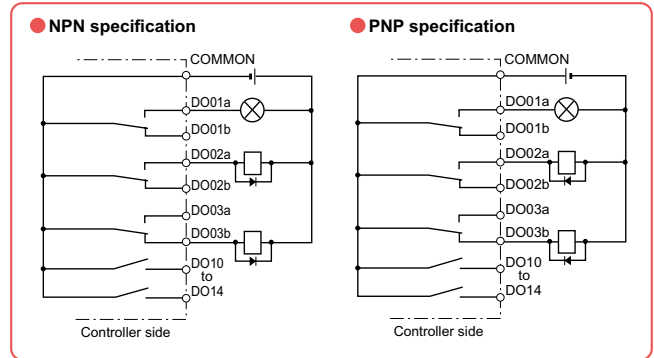 NPN specification
COMMON
DO01a
DO01b
DO02a
DO02b
DO03a
DO03b
DO10
to
DO14
Controller side
PNP specification
COMMON
DO01a
DO01b
DO02a
DO02b
DO03a
DO03b
DO10
to
DO14
Controller side